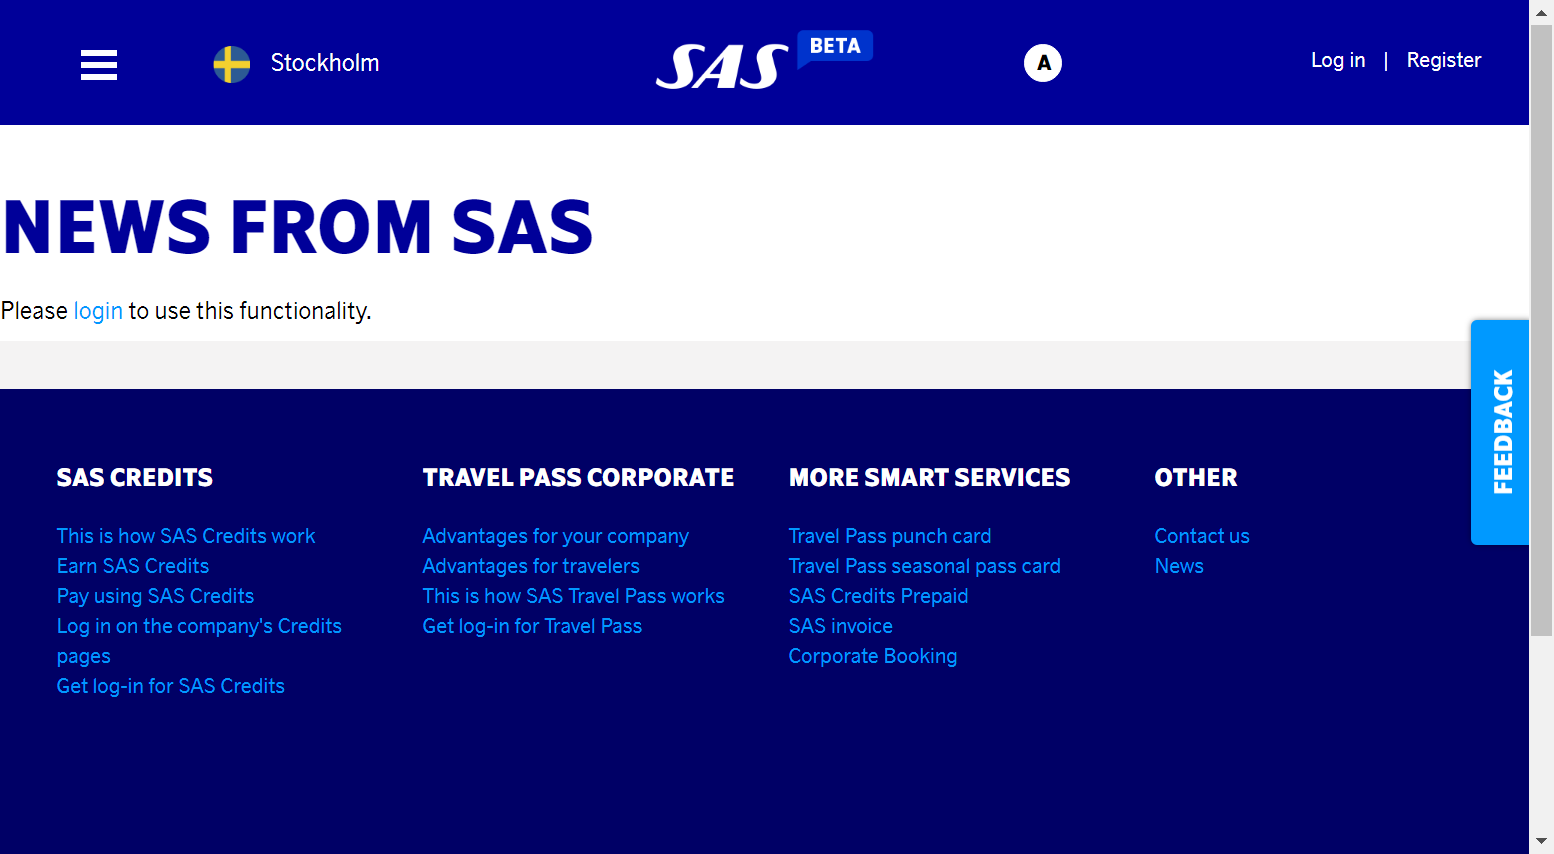 Stockholm
SAS
BETA
A
Log in | Register
NEWS FROM SAS
Please login to use this functionality.
FEEDBACK
SAS CREDITS
This is how SAS Credits work
Earn SAS Credits
Pay using SAS Credits
Log in on the company's Credits
pages
Get log-in for SAS Credits
TRAVEL PASS CORPORATE
Advantages for your company
Advantages for travelers
This is how SAS Travel Pass works
Get log-in for Travel Pass
MORE SMART SERVICES
Travel Pass punch card
Travel Pass seasonal pass card
SAS Credits Prepaid
SAS invoice
Corporate Booking
OTHER
Contact us
News